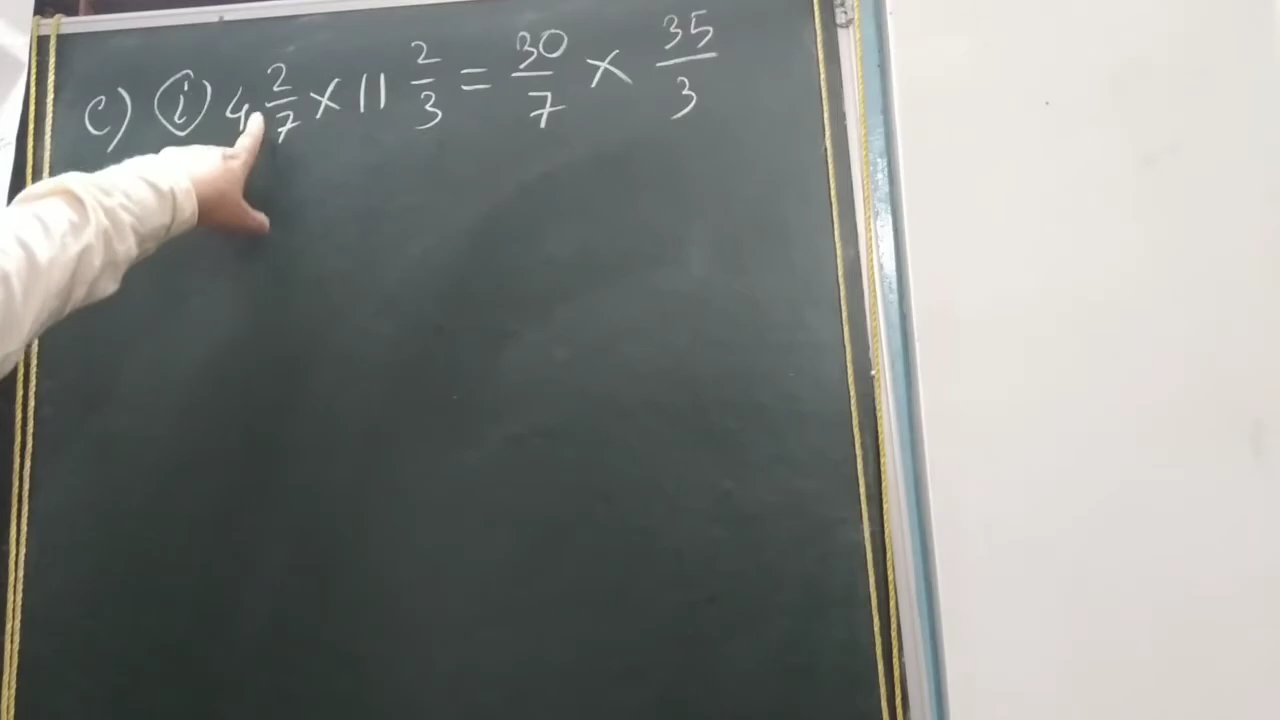 C) (i) 4 2/7 × 11 2/3 = 30/7 × 35/3